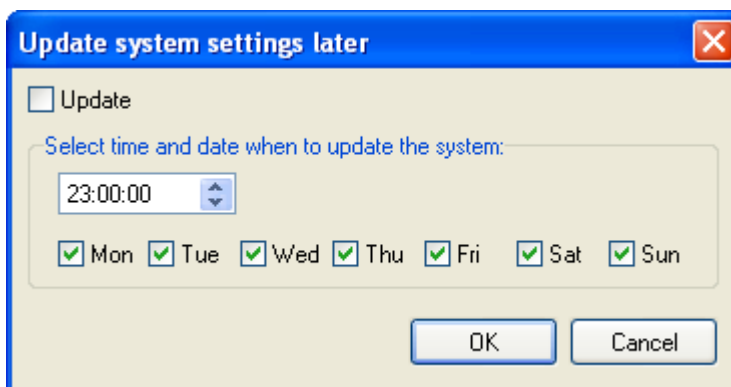 Update system settings later
Update
Select time and date when to update the system:
23:00:00
Mon Tue Wed Thu Fri Sat Sun
OK Cancel